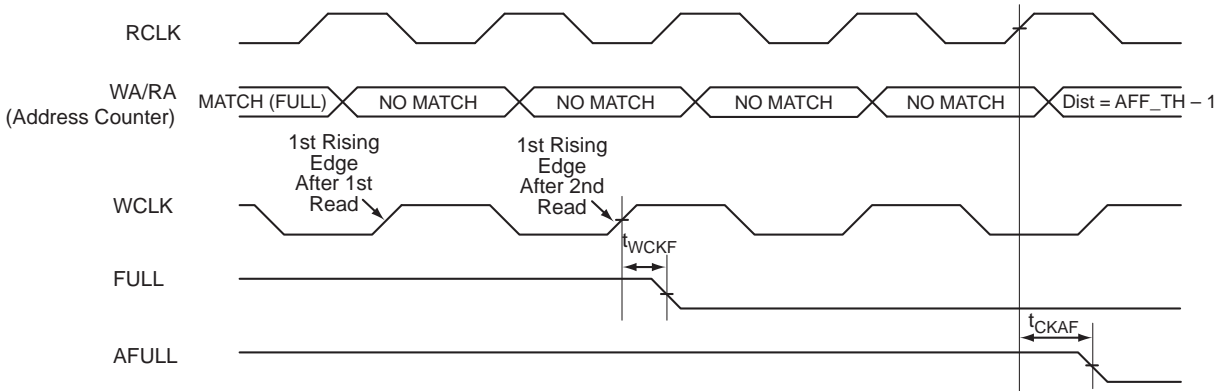 RCLK
WA/RA
(Address Counter)
MATCH (FULL)
NO MATCH
NO MATCH
NO MATCH
NO MATCH
Dist = AFF_TH – 1
1st Rising
Edge
After 1st
Read
1st Rising
Edge
After 2nd
Read
WCLK
tWCKF
FULL
tCKAF
AFULL